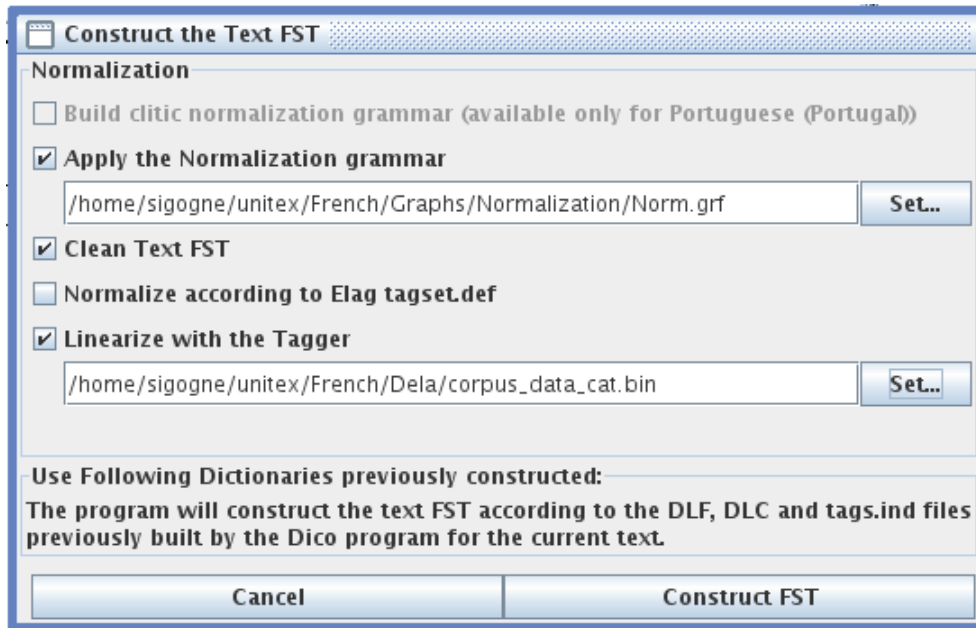 Construct the Text FST
Normalization
Build clitic normalization grammar (available only for Portuguese (Portugal))
Apply the Normalization grammar
/home/sigogne/unitex/French/Graphs/Normalization/Norm.grf Set...
Clean Text FST
Normalize according to Elag tagset.def
Linearize with the Tagger
/home/sigogne/unitex/French/Dela/corpus_data_cat.bin Set...
Use Following Dictionaries previously constructed:
The program will construct the text FST according to the DLF, DLC and tags.ind files
previously built by the Dico program for the current text.
Cancel Construct FST